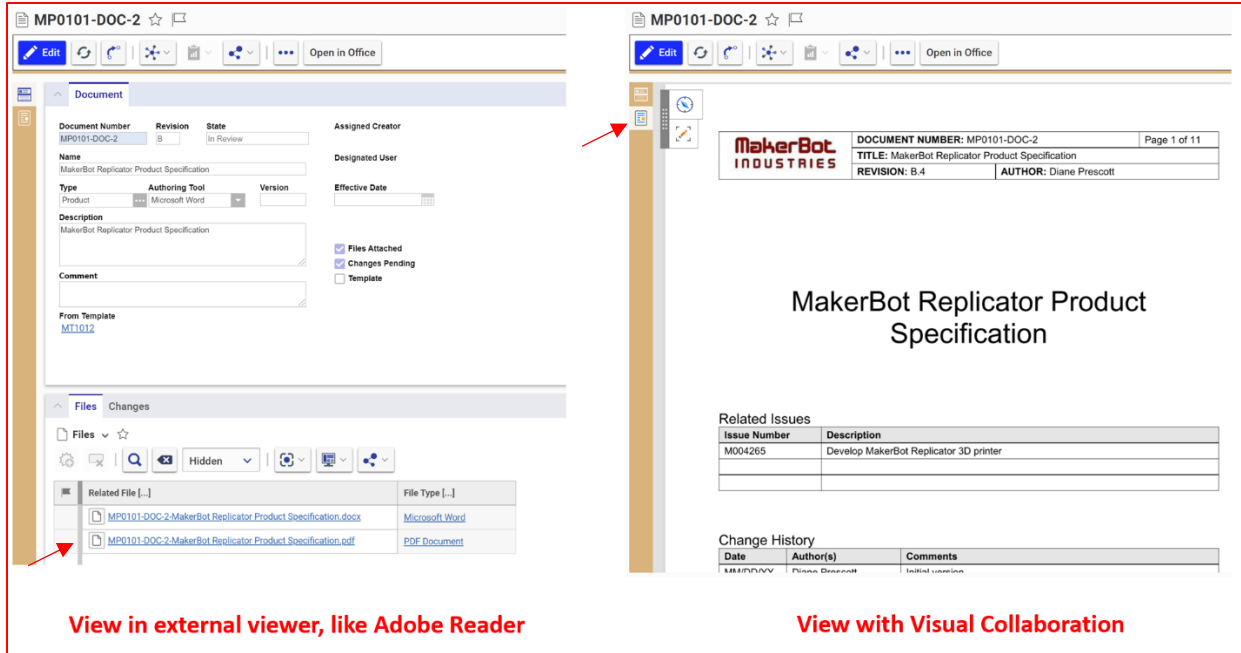 MP0101-DOC-2
Edit
Open in Office
Document
Document Number Revision State Assigned Creator
MP0101-DOC-2 B In Review
Name Designated User
MakerBot Replicator Product Specification
Type Authoring Tool Version Effective Date
Product Microsoft Word
Description
MakerBot Replicator Product Specification
Files Attached
Changes Pending
Comment
Template
From Template
MT1012
Files Changes
Files
Hidden
Related File [...] File Type [...]
MP0101-DOC-2-MakerBot Replicator Product Specification.docx Microsoft Word
MP0101-DOC-2-MakerBot Replicator Product Specification.pdf PDF Document
View in external viewer, like Adobe Reader
MP0101-DOC-2
Edit
Open in Office
MakerBot
INDUSTRIES
DOCUMENT NUMBER: MP0101-DOC-2 Page 1 of 11
TITLE: MakerBot Replicator Product Specification
REVISION: B.4 AUTHOR: Diane Prescott
MakerBot Replicator Product
Specification
Related Issues
Issue Number Description
M004265 Develop MakerBot Replicator 3D printer
Change History
Date Author(s) Comments
MM/DD/YY Diane Prescott Initial version
View with Visual Collaboration